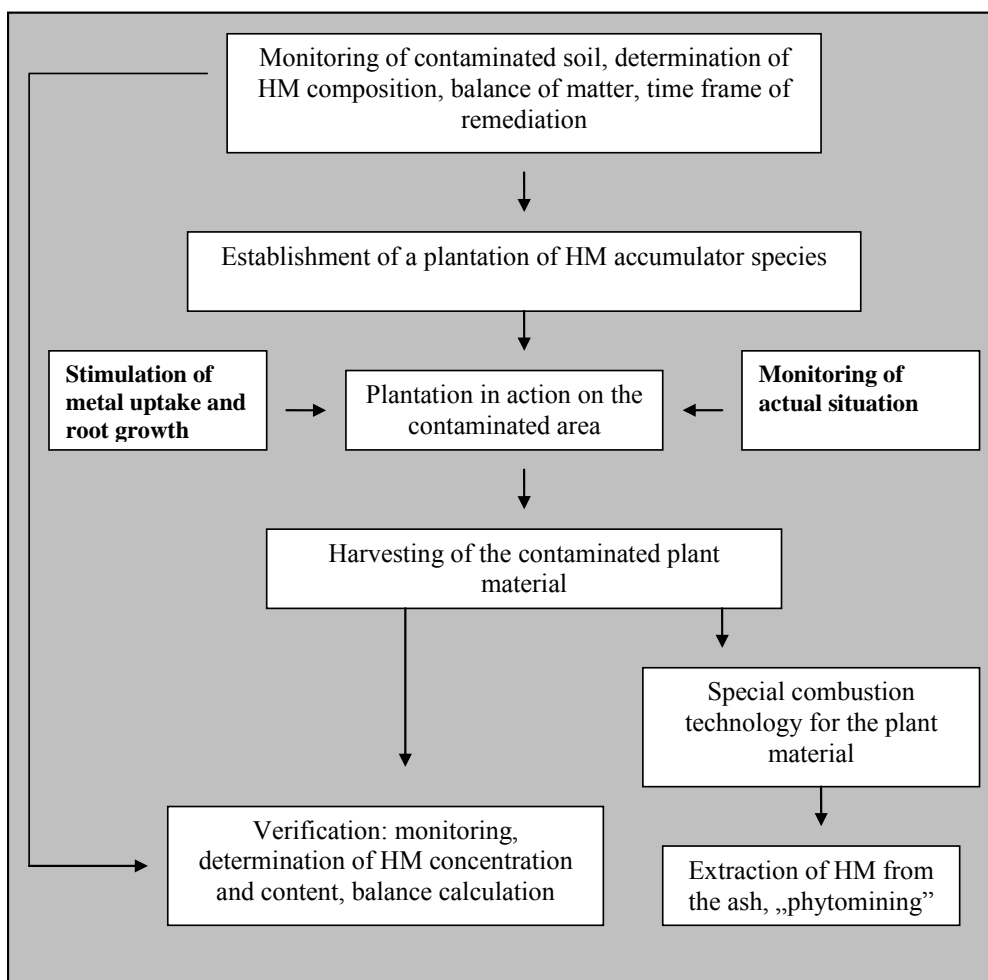 Monitoring of contaminated soil, determination of
HM composition, balance of matter, time frame of
remediation
Establishment of a plantation of HM accumulator species
Stimulation of
metal uptake and
root growth
Plantation in action on the
contaminated area
Monitoring of
actual situation
Harvesting of the contaminated plant
material
Special combustion
technology for the plant
material
Verification: monitoring,
determination of HM concentration
and content, balance calculation
Extraction of HM from
the ash, „phytomining”